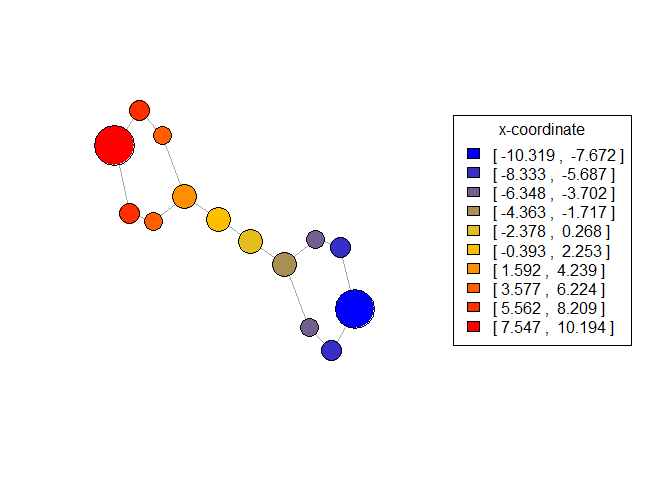 x-coordinate
[ -10.319 , -7.672 ]
[ -8.333 , -5.687 ]
[ -6.348 , -3.702 ]
[ -4.363 , -1.717 ]
[ -2.378 , 0.268 ]
[ -0.393 , 2.253 ]
[ 1.592 , 4.239 ]
[ 3.577 , 6.224 ]
[ 5.562 , 8.209 ]
[ 7.547 , 10.194 ]